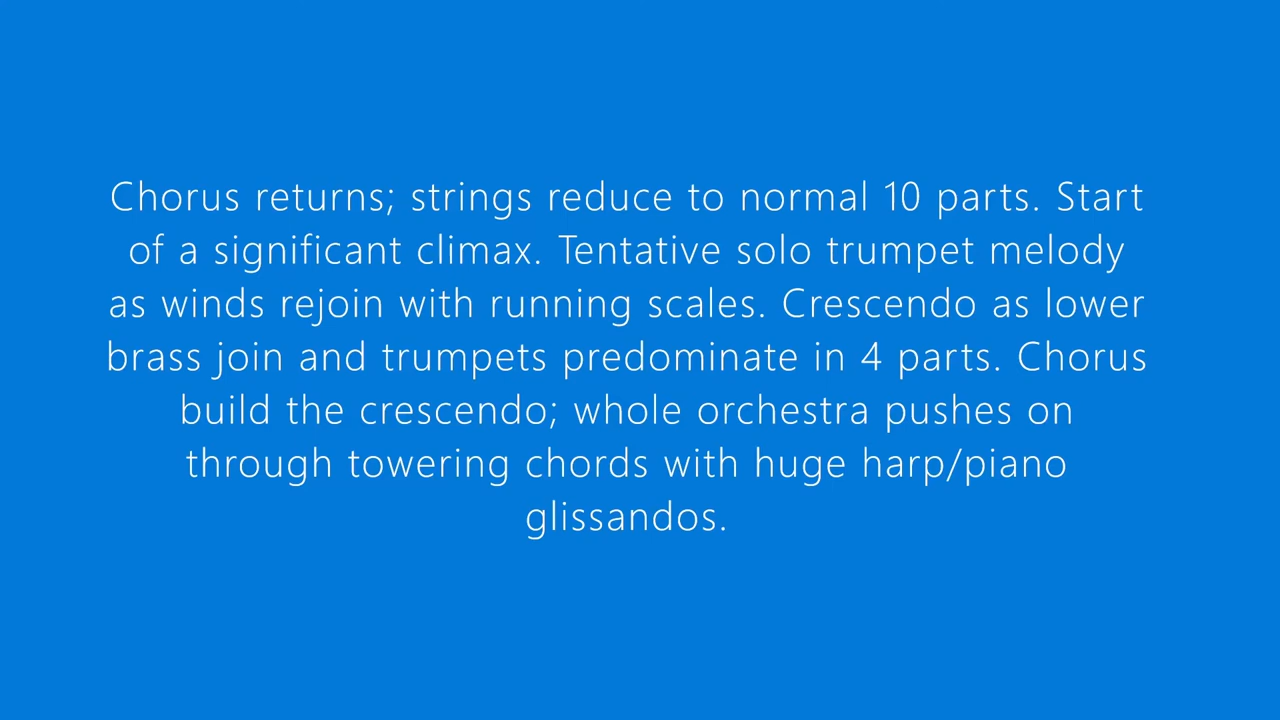 Chorus returns; strings reduce to normal 10 parts. Start
of a significant climax. Tentative solo trumpet melody
as winds rejoin with running scales. Crescendo as lower
brass join and trumpets predominate in 4 parts. Chorus
build the crescendo; whole orchestra pushes on
through towering chords with huge harp/piano
glissandos.